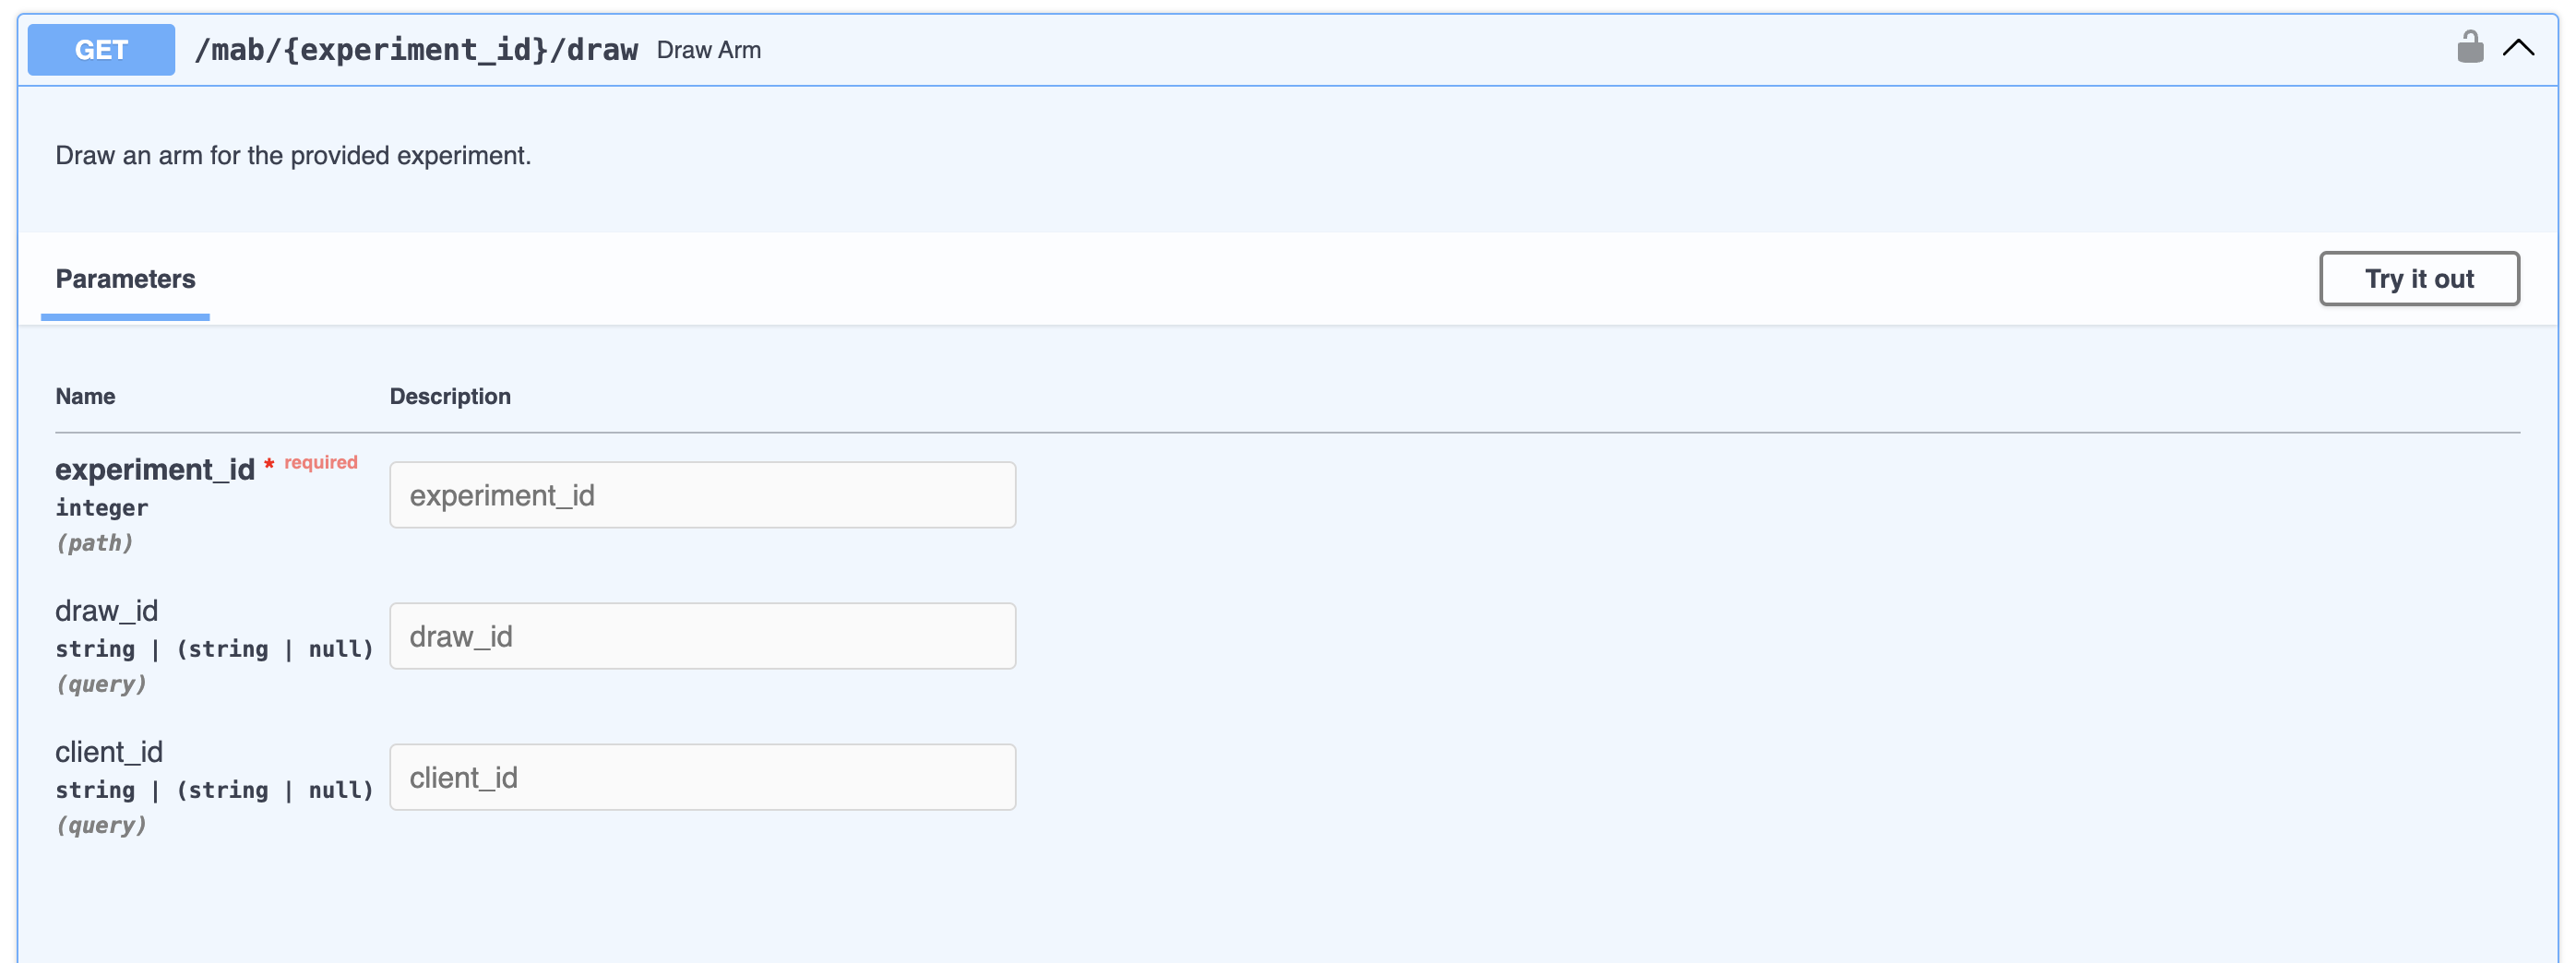 GET /mab/{experiment_id}/draw Draw Arm
Draw an arm for the provided experiment.
Parameters
Try it out
Name Description
experiment_id * required
integer
(path)
experiment_id
draw_id
string | (string | null)
(query)
draw_id
client_id
string | (string | null)
(query)
client_id